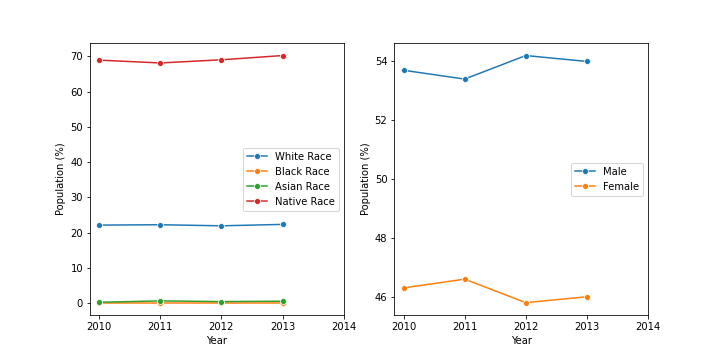 70
60
50
40
30
20
10
0
Population (%)
2010 2011 2012 2013 2014
Year
White Race
Black Race
Asian Race
Native Race
54
52
50
48
46
Population (%)
2010 2011 2012 2013 2014
Year
Male
Female